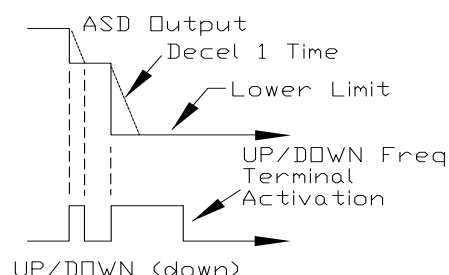 ASD Output
Decel 1 Time
Lower Limit
UP/DOWN Freq
Terminal
Activation
UP/DOWN (down)